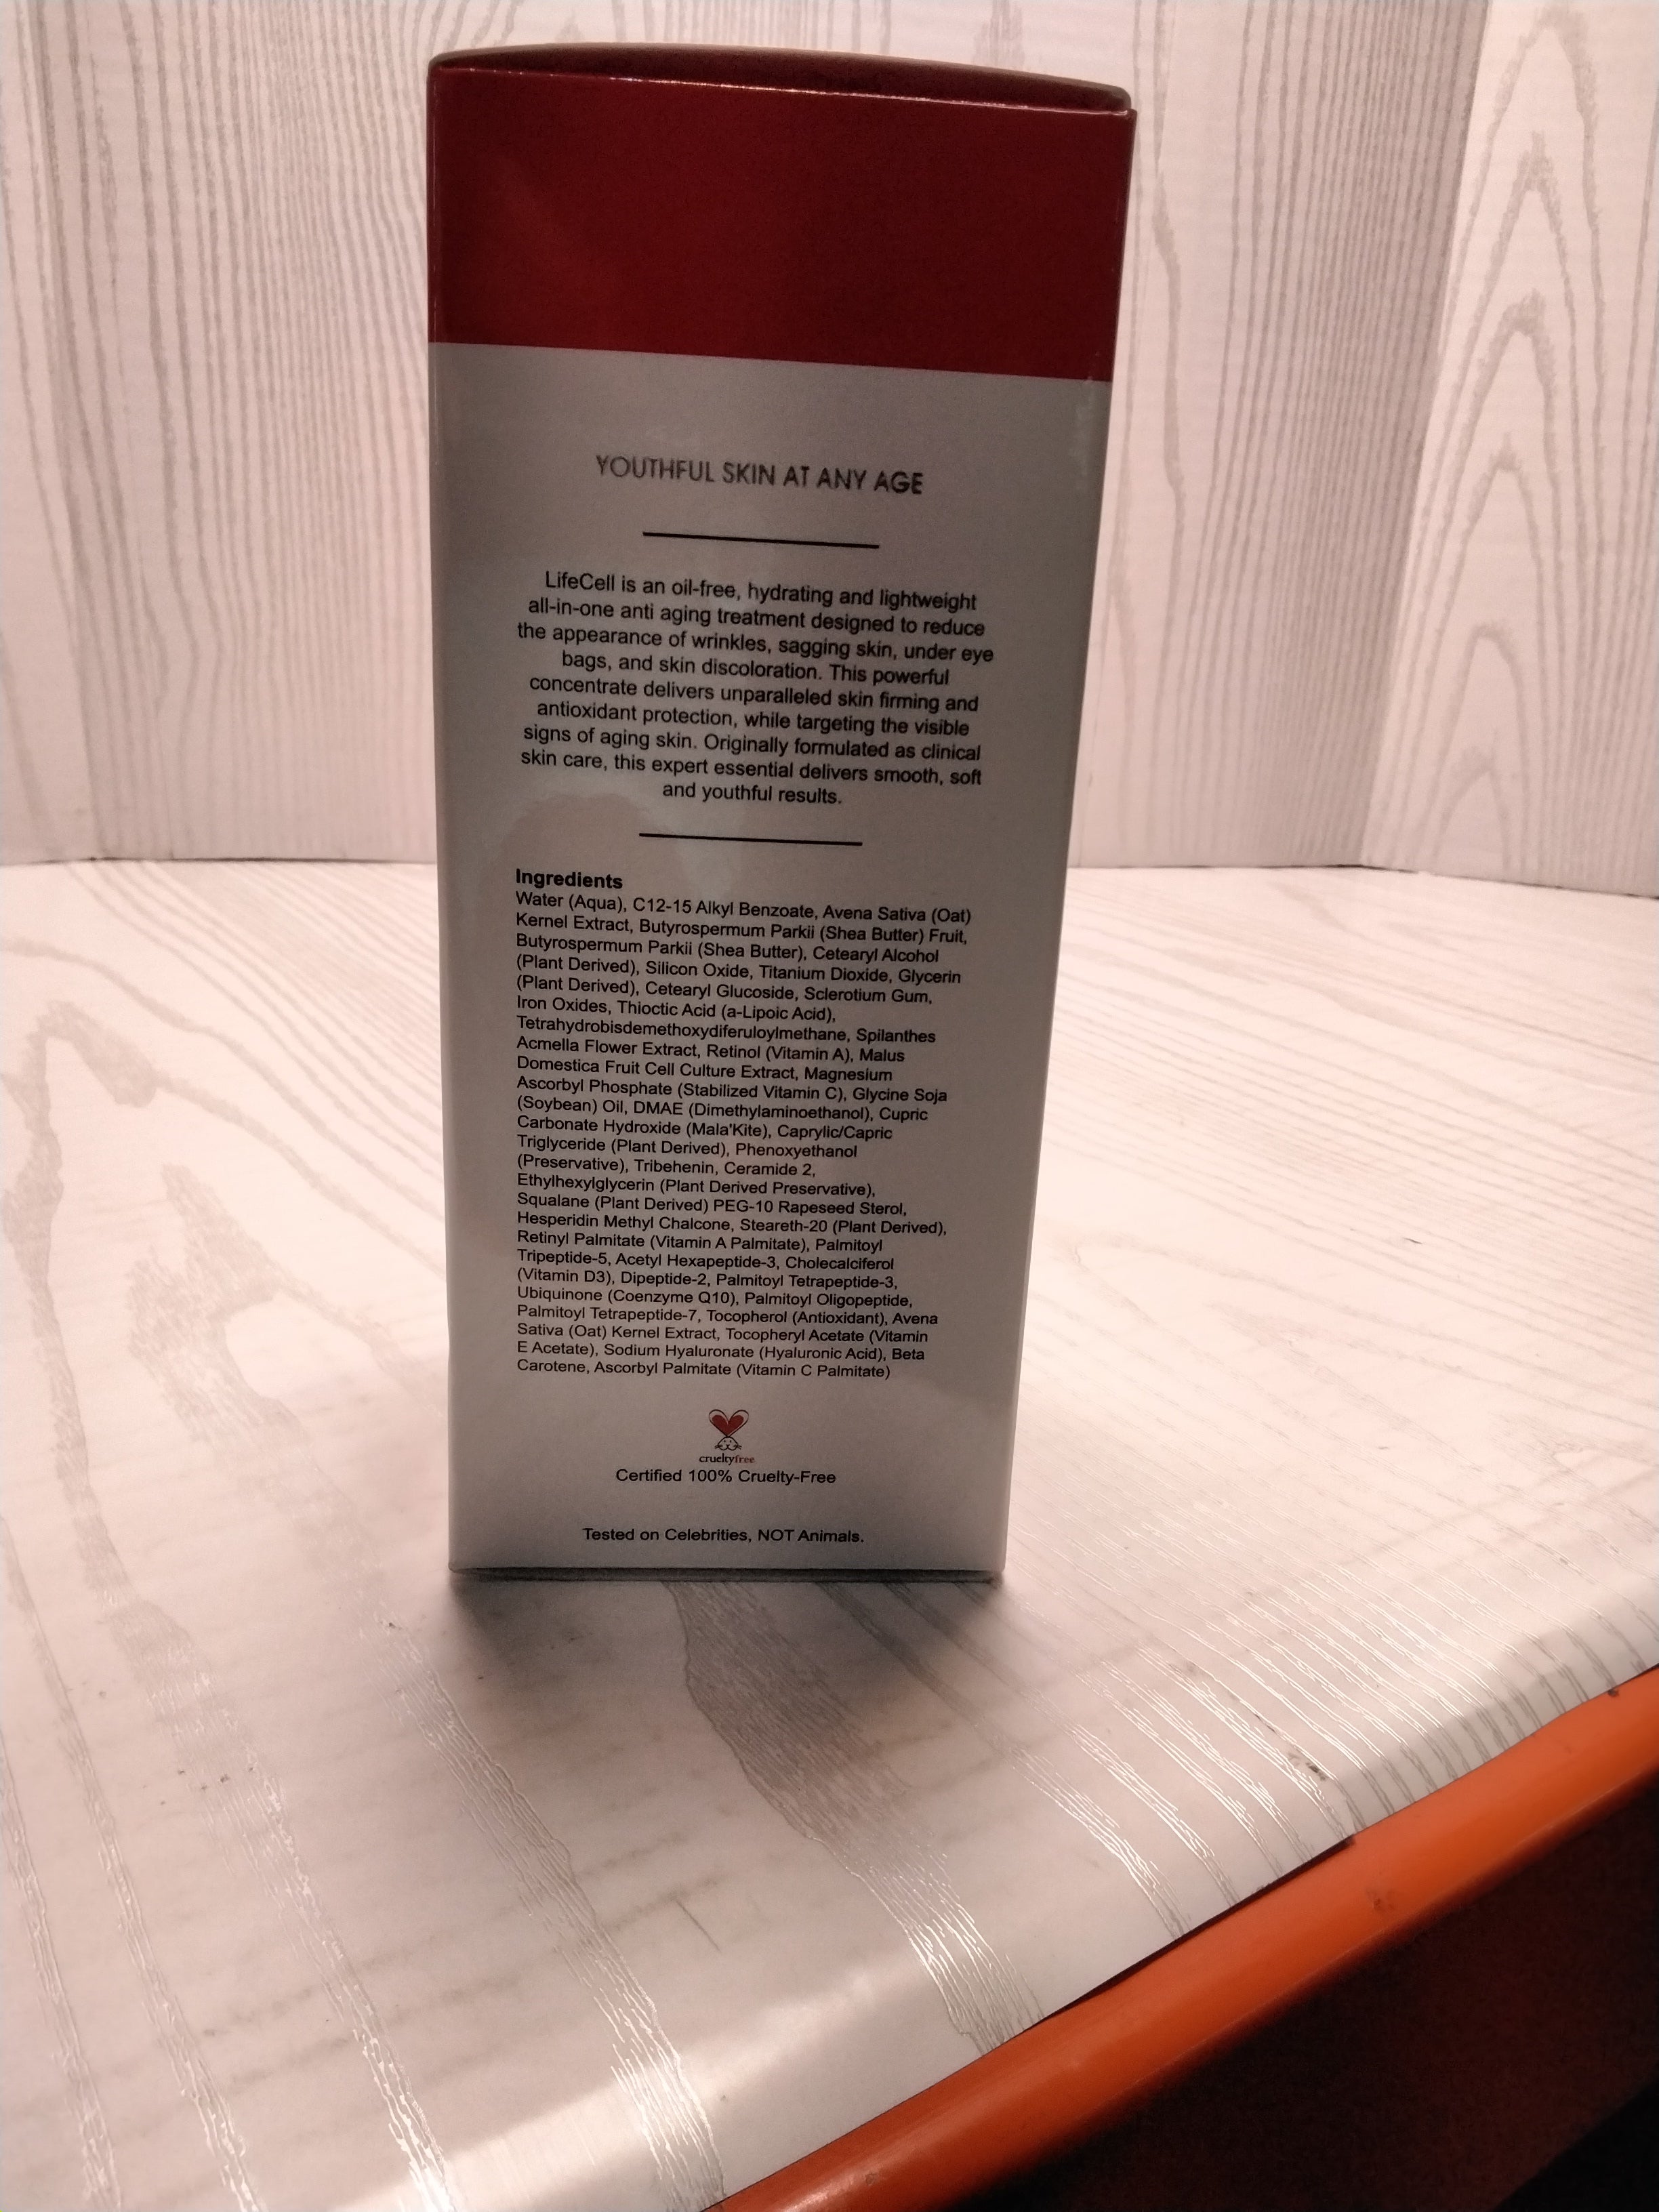 YOUTHFUL SKIN AT ANY AGE
LifeCell is an oil-free, hydrating and lightweight
all-in-one anti aging treatment designed to reduce
the appearance of wrinkles, sagging skin, under eye
bags, and skin discoloration. This powerful
concentrate delivers unparalleled skin firming and
antioxidant protection, while targeting the visible
signs of aging skin. Originally formulated as clinical
skin care, this expert essential delivers smooth, soft
and youthful results.
Ingredients
Water (Aqua), C12-15 Alkyl Benzoate, Avena Sativa (Oat)
Kernel Extract, Butyrospermum Parkii (Shea Butter) Fruit,
Butyrospermum Parkii (Shea Butter), Cetearyl Alcohol
(Plant Derived), Silicon Oxide, Titanium Dioxide, Glycerin
(Plant Derived), Cetearyl Glucoside, Sclerotium Gum,
Iron Oxides, Thioctic Acid (a-Lipoic Acid),
Tetrahydrobisdemethoxydiferuloylmethane, Spilanthes
Acmella Flower Extract, Retinol (Vitamin A), Malus
Domestica Fruit Cell Culture Extract, Magnesium
Ascorbyl Phosphate (Stabilized Vitamin C), Glycine Soja
(Soybean) Oil, DMAE (Dimethylaminoethanol), Cupric
Carbonate Hydroxide (Mala'Kite), Caprylic/Capric
Triglyceride (Plant Derived), Phenoxyethanol
(Preservative), Tribehenin, Ceramide 2,
Ethylhexylglycerin (Plant Derived Preservative),
Squalane (Plant Derived) PEG-10 Rapeseed Sterol,
Hesperidin Methyl Chalcone, Steareth-20 (Plant Derived),
Retinyl Palmitate (Vitamin A Palmitate), Palmitoyl
Tripeptide-5, Acetyl Hexapeptide-3, Cholecalciferol
(Vitamin D3), Dipeptide-2, Palmitoyl Tetrapeptide-3,
Ubiquinone (Coenzyme Q10), Palmitoyl Oligopeptide,
Palmitoyl Tetrapeptide-7, Tocopherol (Antioxidant), Avena
Sativa (Oat) Kernel Extract, Tocopheryl Acetate (Vitamin
E Acetate), Sodium Hyaluronate (Hyaluronic Acid), Beta
Carotene, Ascorbyl Palmitate (Vitamin C Palmitate)
crueltyfree
Certified 100% Cruelty-Free
Tested on Celebrities, NOT Animals.